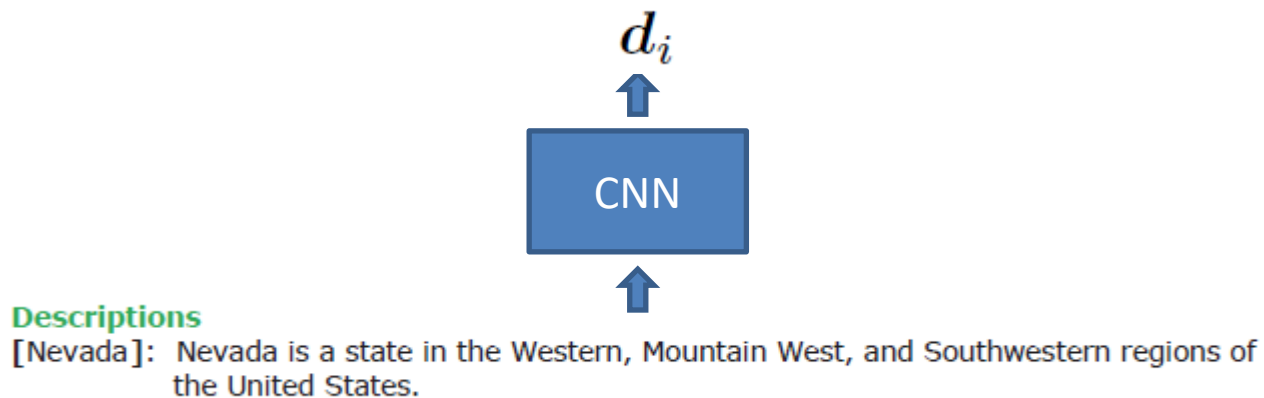 d_i
CNN
Descriptions
[Nevada]: Nevada is a state in the Western, Mountain West, and Southwestern regions of
the United States.